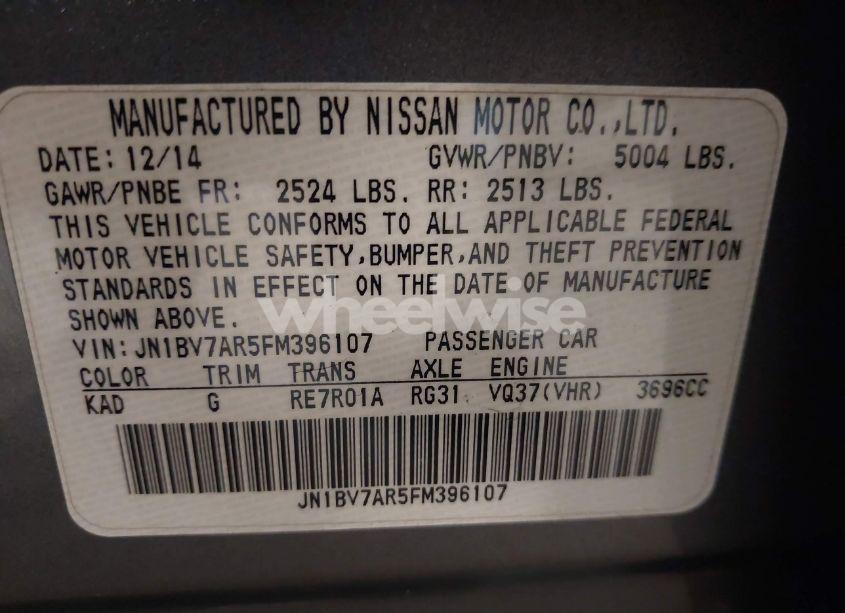 MANUFACTURED BY NISSAN MOTOR CO.,LTD.
DATE: 12/14 GVWR/PNBV: 5004 LBS.
GAWR/PNBE FR: 2524 LBS. RR: 2513 LBS.
THIS VEHICLE CONFORMS TO ALL APPLICABLE FEDERAL
MOTOR VEHICLE SAFETY,BUMPER,AND THEFT PREVENTION
STANDARDS IN EFFECT ON THE DATE OF MANUFACTURE
SHOWN ABOVE.
wheelwise
VIN:JN1BV7AR5FM396107 PASSENGER CAR
COLOR TRIM TRANS AXLE ENGINE
KAD G RE7R01A RG31 VQ37(VHR) 3696CC
JN1BV7AR5FM396107